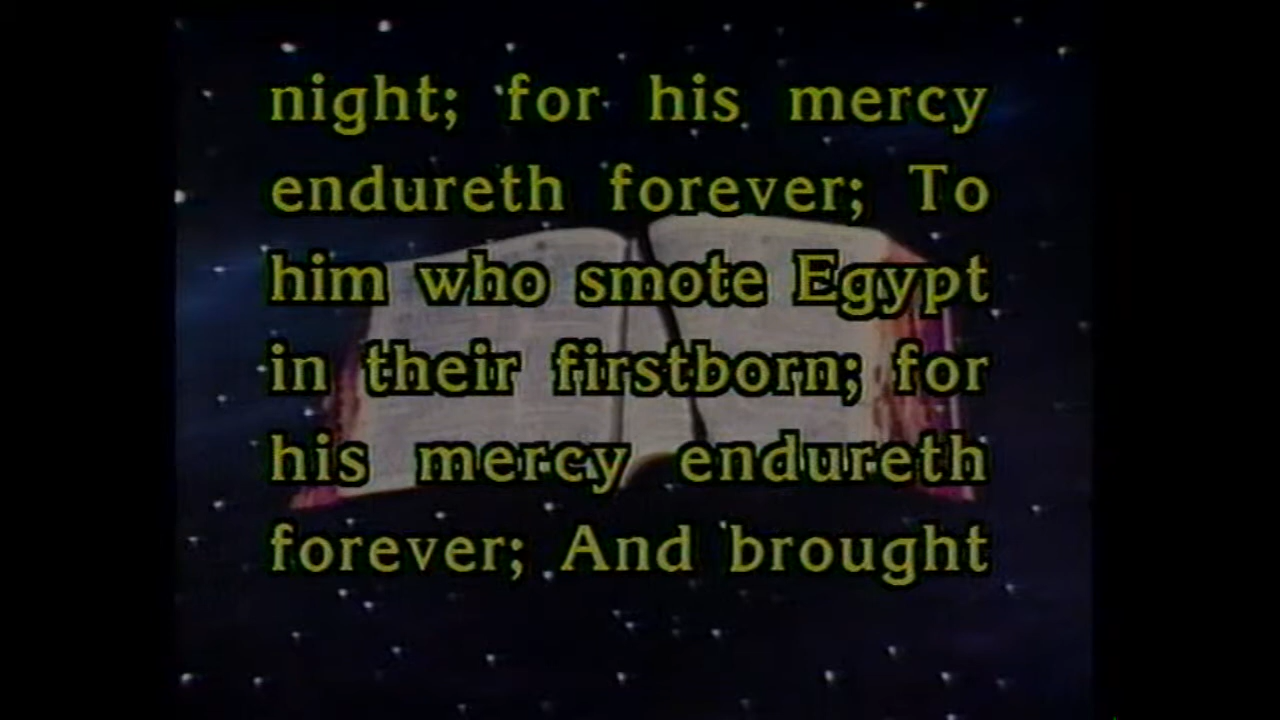 night; for his mercy
endureth forever; To
him who smote Egypt
in their firstborn; for
his mercy endureth
forever; And brought